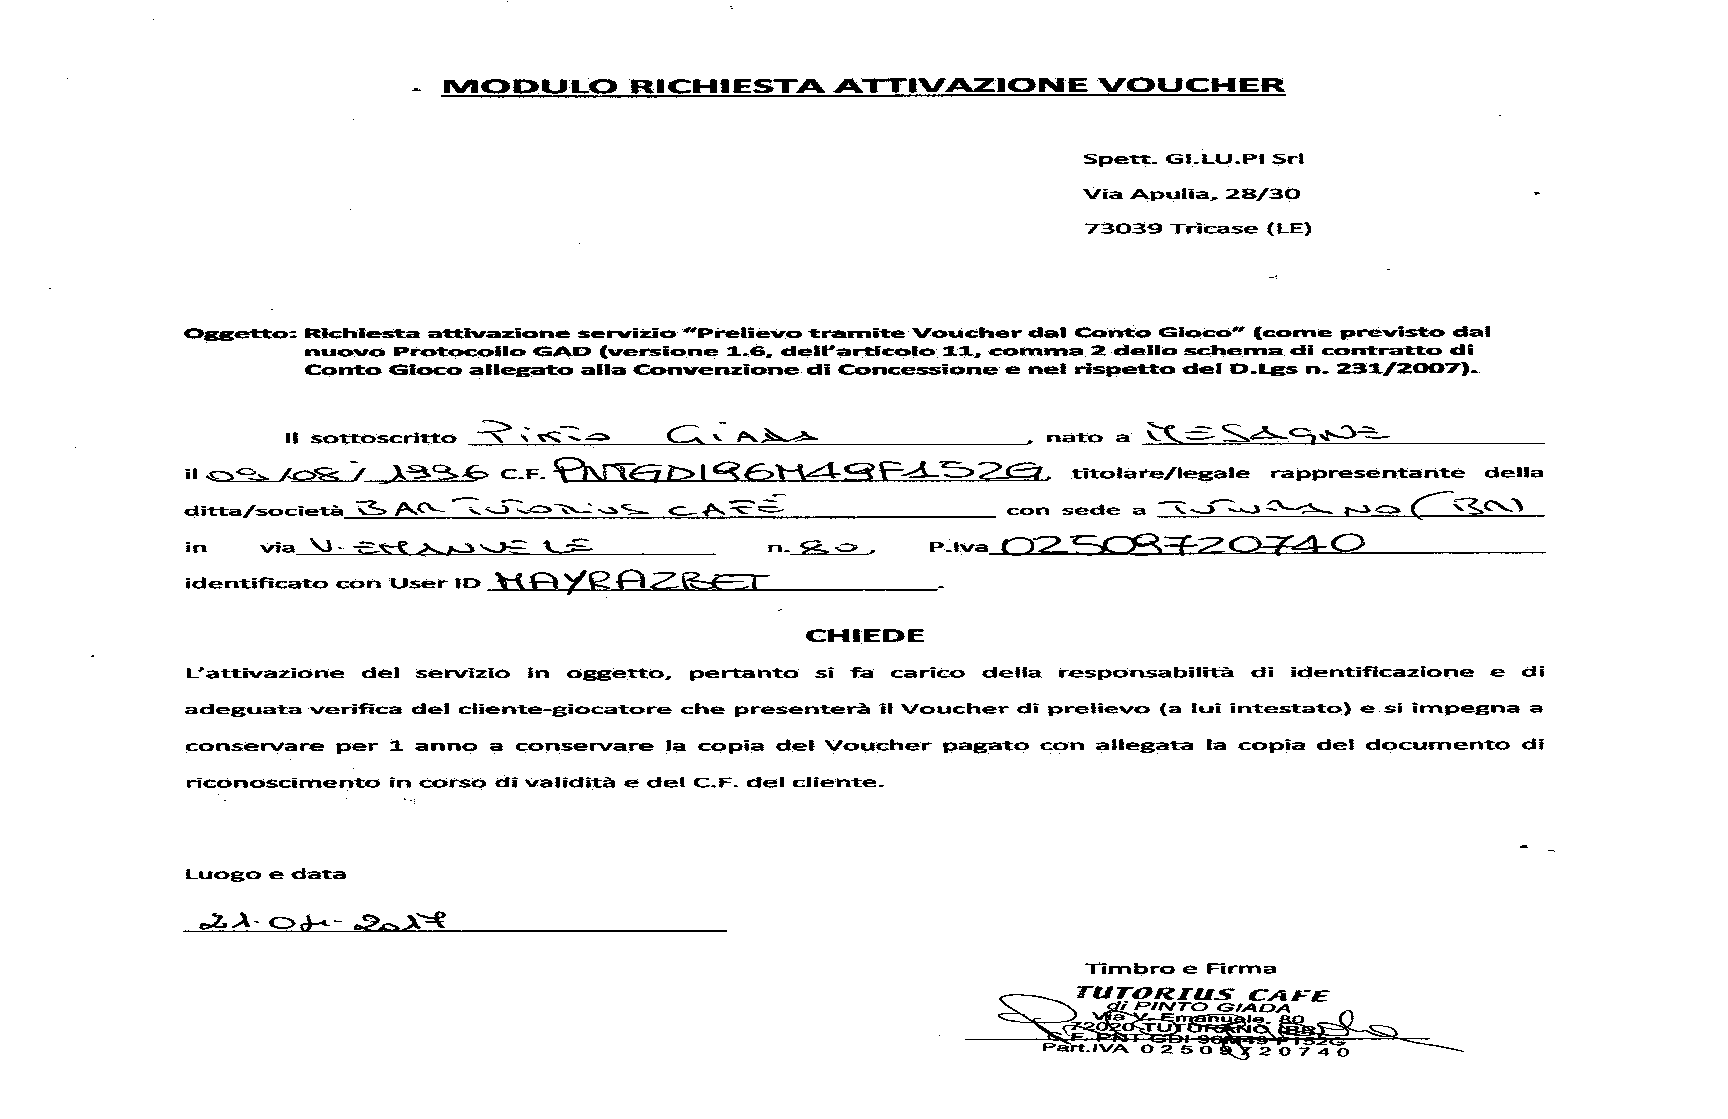 MODULO RICHIESTA ATTIVAZIONE VOUCHER
Spett. GI.LU.PI Srl
Via Apulia, 28/30
73039 Tricase (LE)
Oggetto: Richiesta attivazione servizio "Prelievo tramite Voucher dal Conto Gioco" (come previsto dal
nuovo Protocollo GAD (versione 1.6, dell'articolo 11, comma 2 dello schema di contratto di
Conto Gioco allegato alla Convenzione di Concessione e nel rispetto del D.Lgs n. 231/2007).
Il sottoscritto PINTO GIADA, nato a MESAGNE
il 09/08/1996 C.F. PNTGDI96M49F152G, titolare/legale rappresentante della
ditta/società BAR TUTORIUS CAFÉ con sede a TUTURANO (BR)
in via V. EMANUELE n. 80, P.Iva 02508720740
identificato con User ID MAYRAZBET.
CHIEDE
L'attivazione del servizio in oggetto, pertanto si fa carico della responsabilità di identificazione e di
adeguata verifica del cliente-giocatore che presenterà il Voucher di prelievo (a lui intestato) e si impegna a
conservare per 1 anno a conservare la copia del Voucher pagato con allegata la copia del documento di
riconoscimento in corso di validità e del C.F. del cliente.
Luogo e data
21-04-2017
Timbro e Firma
TUTORIUS CAFE
di PINTO GIADA
Via V. Emanuele, 80
72020 TUTURANO (BR)
C.F. PNT GDI 96M49 F152G
Part.IVA 02508720740